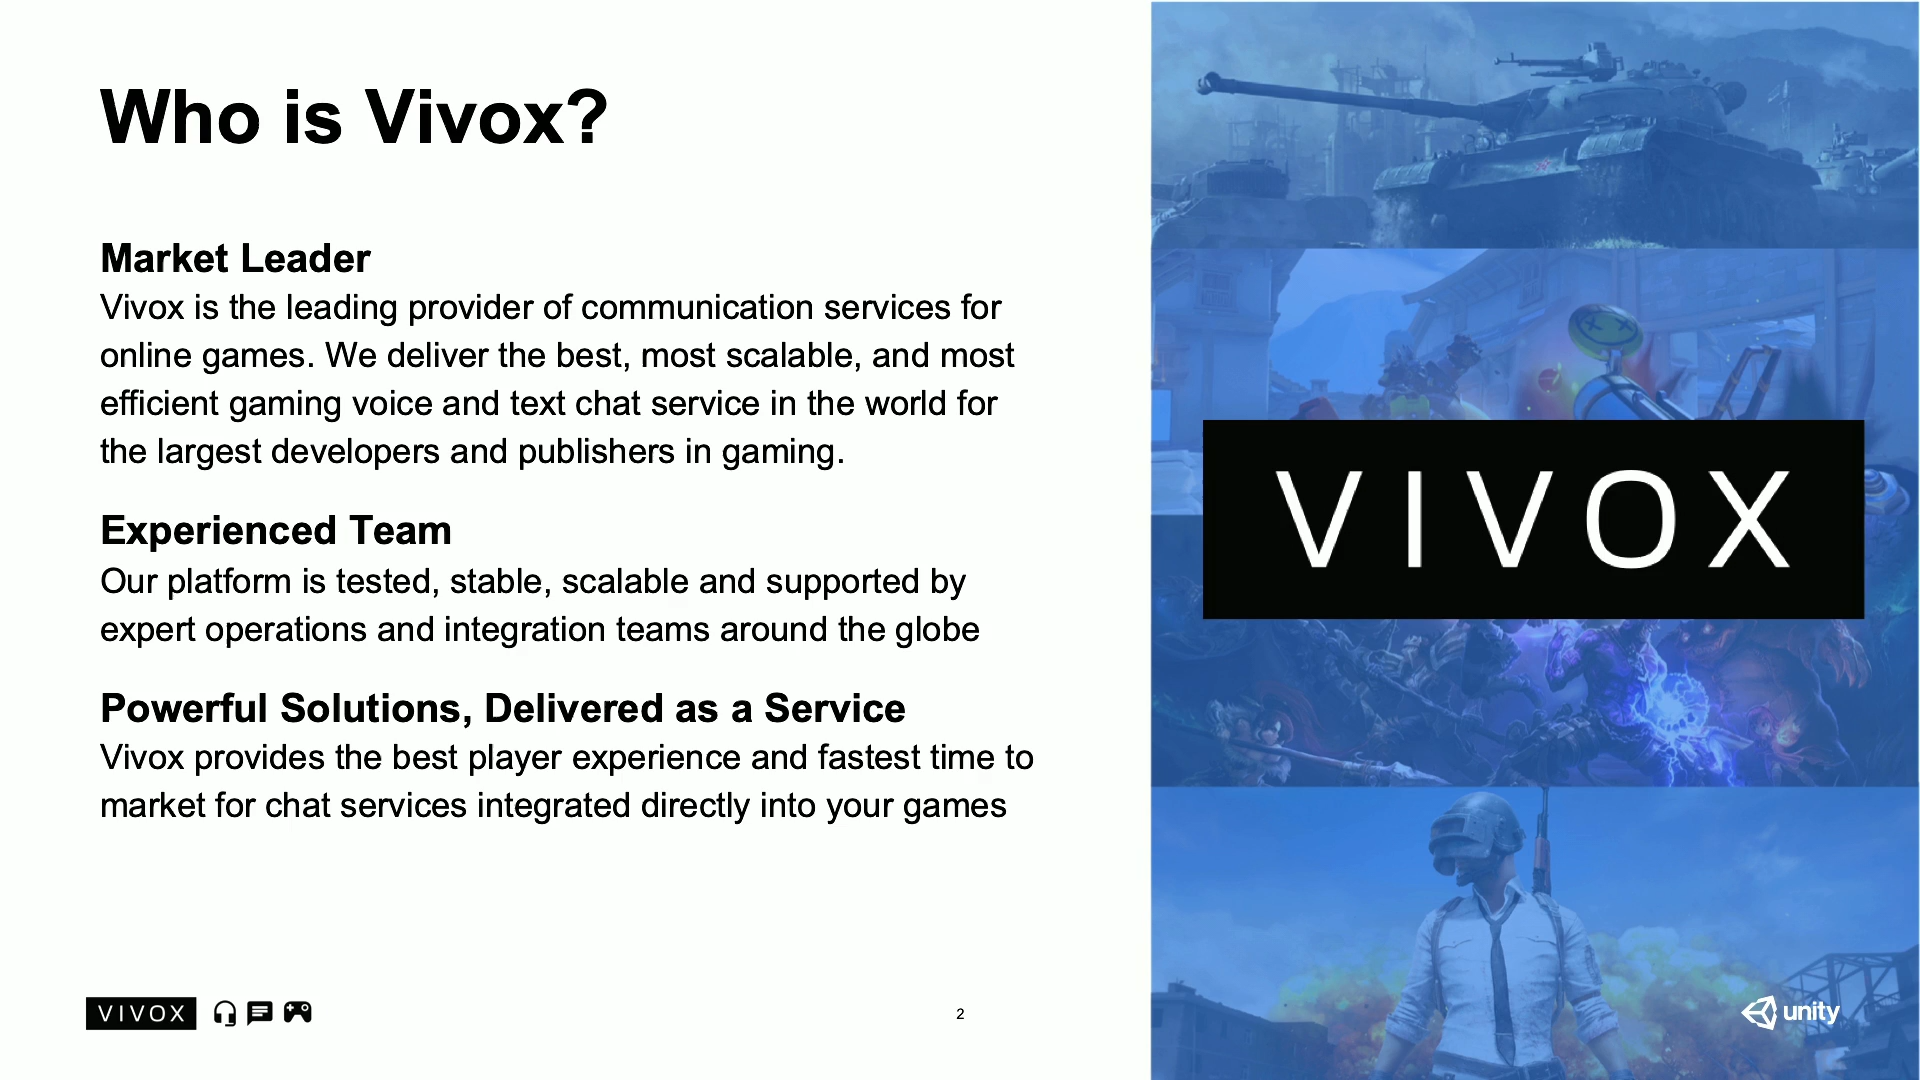 Who is Vivox?
Market Leader
Vivox is the leading provider of communication services for
online games. We deliver the best, most scalable, and most
efficient gaming voice and text chat service in the world for
the largest developers and publishers in gaming.
Experienced Team
Our platform is tested, stable, scalable and supported by
expert operations and integration teams around the globe
Powerful Solutions, Delivered as a Service
Vivox provides the best player experience and fastest time to
market for chat services integrated directly into your games
VIVOX
VIVOX
2
unity